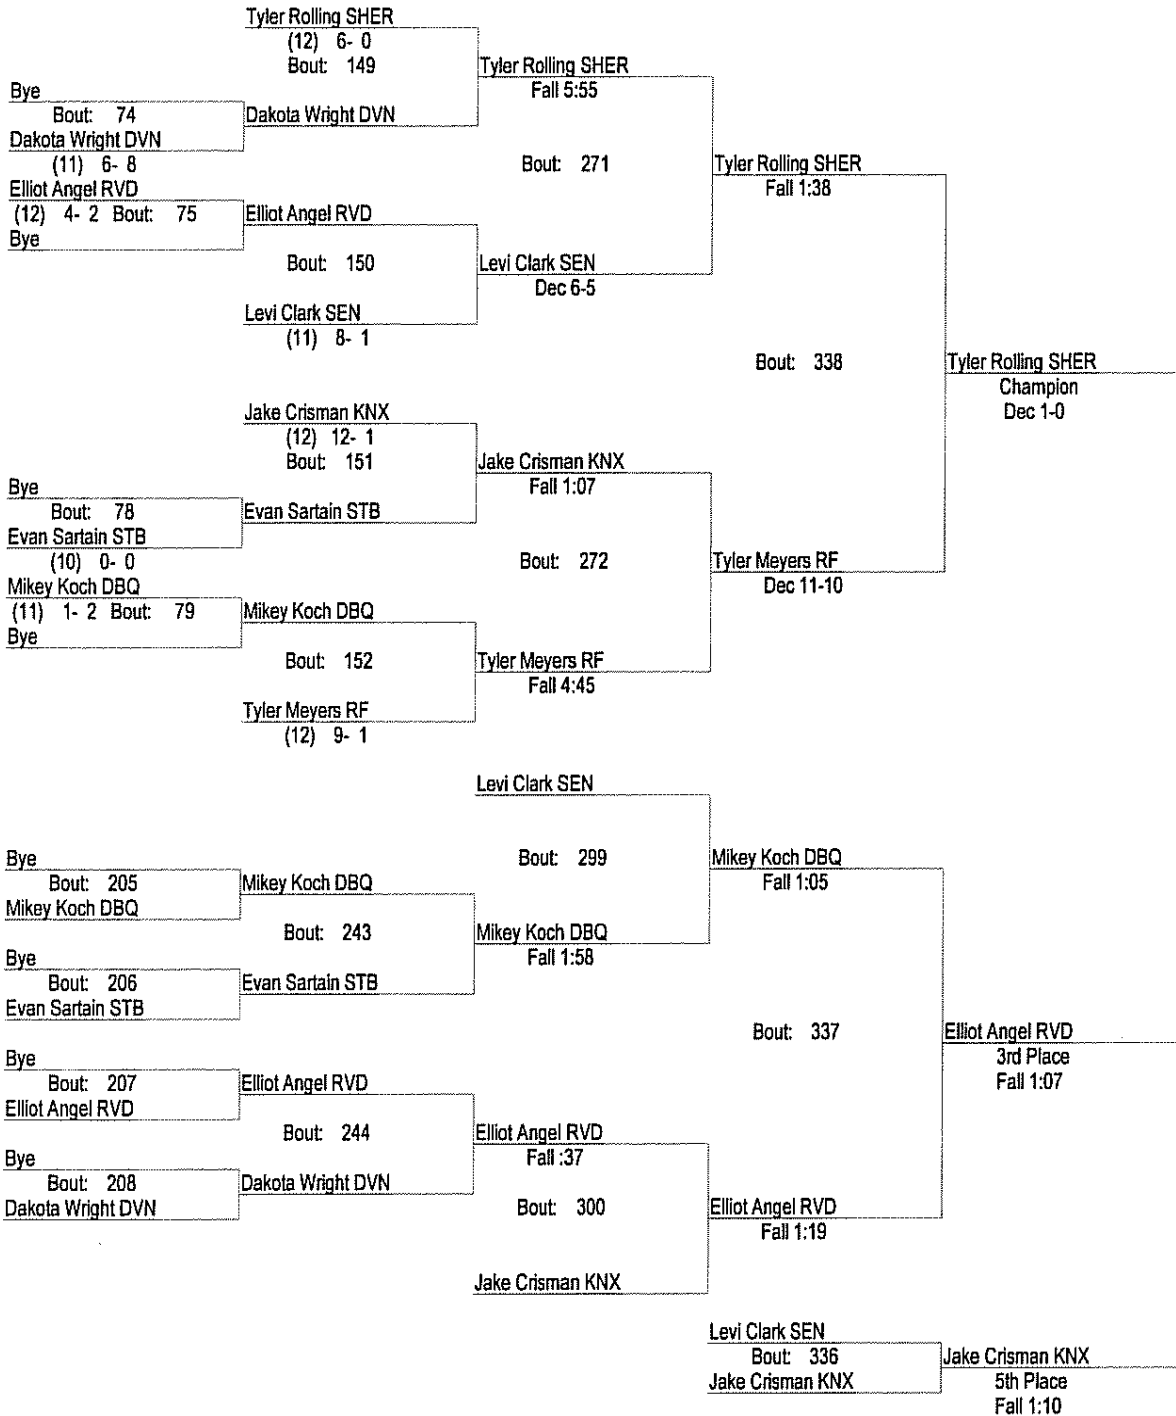 Tyler Rolling SHER
(12) 6- 0
Bout: 149
Tyler Rolling SHER
Fall 5:55
Bye
Bout: 74
Dakota Wright DVN
Dakota Wright DVN
(11) 6- 8
Bout: 271
Tyler Rolling SHER
Fall 1:38
Elliot Angel RVD
(12) 4- 2 Bout: 75
Elliot Angel RVD
Bye
Bout: 150
Levi Clark SEN
Dec 6-5
Levi Clark SEN
(11) 8- 1
Bout: 338
Tyler Rolling SHER
Champion
Dec 1-0
Jake Crisman KNX
(12) 12- 1
Bout: 151
Jake Crisman KNX
Fall 1:07
Bye
Bout: 78
Evan Sartain STB
Evan Sartain STB
(10) 0- 0
Bout: 272
Tyler Meyers RF
Dec 11-10
Mikey Koch DBQ
(11) 1- 2 Bout: 79
Mikey Koch DBQ
Bye
Bout: 152
Tyler Meyers RF
Fall 4:45
Tyler Meyers RF
(12) 9- 1
Levi Clark SEN
Bout: 299
Mikey Koch DBQ
Fall 1:05
Bye
Bout: 205
Mikey Koch DBQ
Mikey Koch DBQ
Bout: 243
Mikey Koch DBQ
Fall 1:58
Bye
Bout: 206
Evan Sartain STB
Evan Sartain STB
Bout: 337
Elliot Angel RVD
3rd Place
Fall 1:07
Bye
Bout: 207
Elliot Angel RVD
Elliot Angel RVD
Bout: 244
Elliot Angel RVD
Fall :37
Bye
Bout: 208
Dakota Wright DVN
Dakota Wright DVN
Bout: 300
Elliot Angel RVD
Fall 1:19
Jake Crisman KNX
Levi Clark SEN
Bout: 336
Jake Crisman KNX
Jake Crisman KNX
5th Place
Fall 1:10